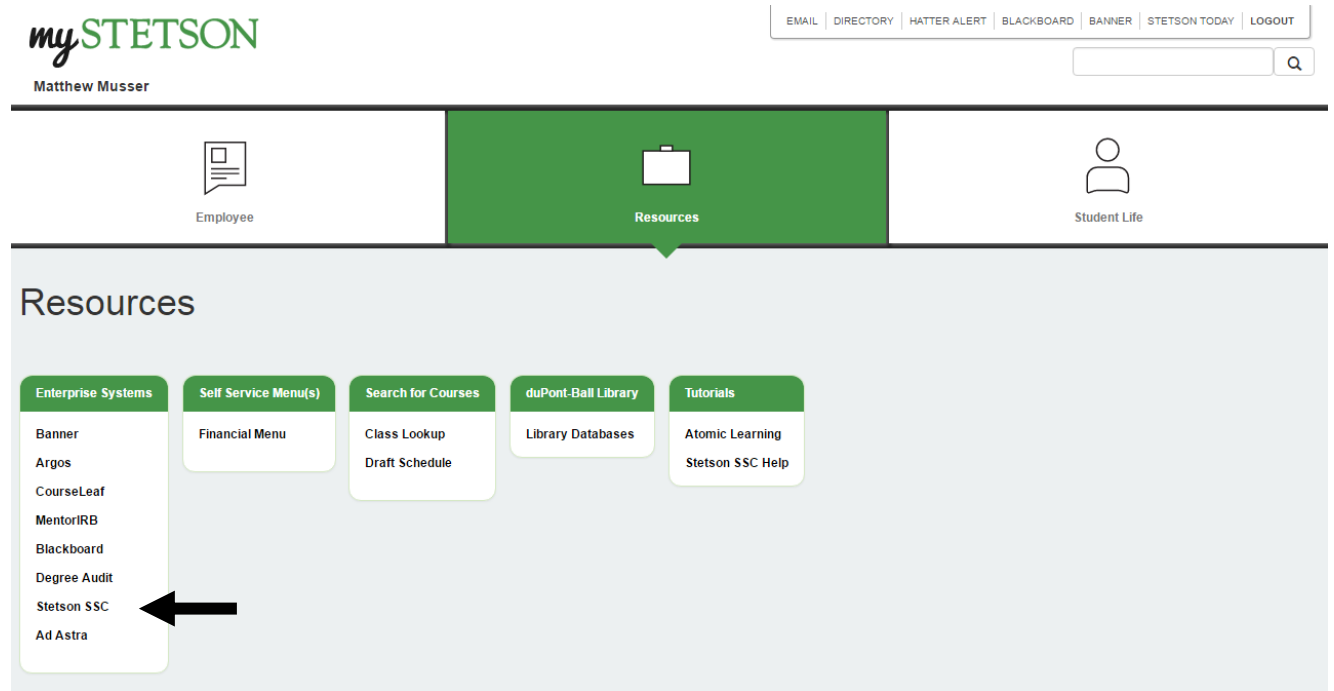 EMAIL DIRECTORY HATTER ALERT BLACKBOARD BANNER STETSON TODAY LOGOUT
my STETSON
Matthew Musser
Employee
Resources
Student Life
Resources
Enterprise Systems
Banner
Argos
CourseLeaf
MentorIRB
Blackboard
Degree Audit
Stetson SSC
Ad Astra
Self Service Menu(s)
Financial Menu
Search for Courses
Class Lookup
Draft Schedule
duPont-Ball Library
Library Databases
Tutorials
Atomic Learning
Stetson SSC Help